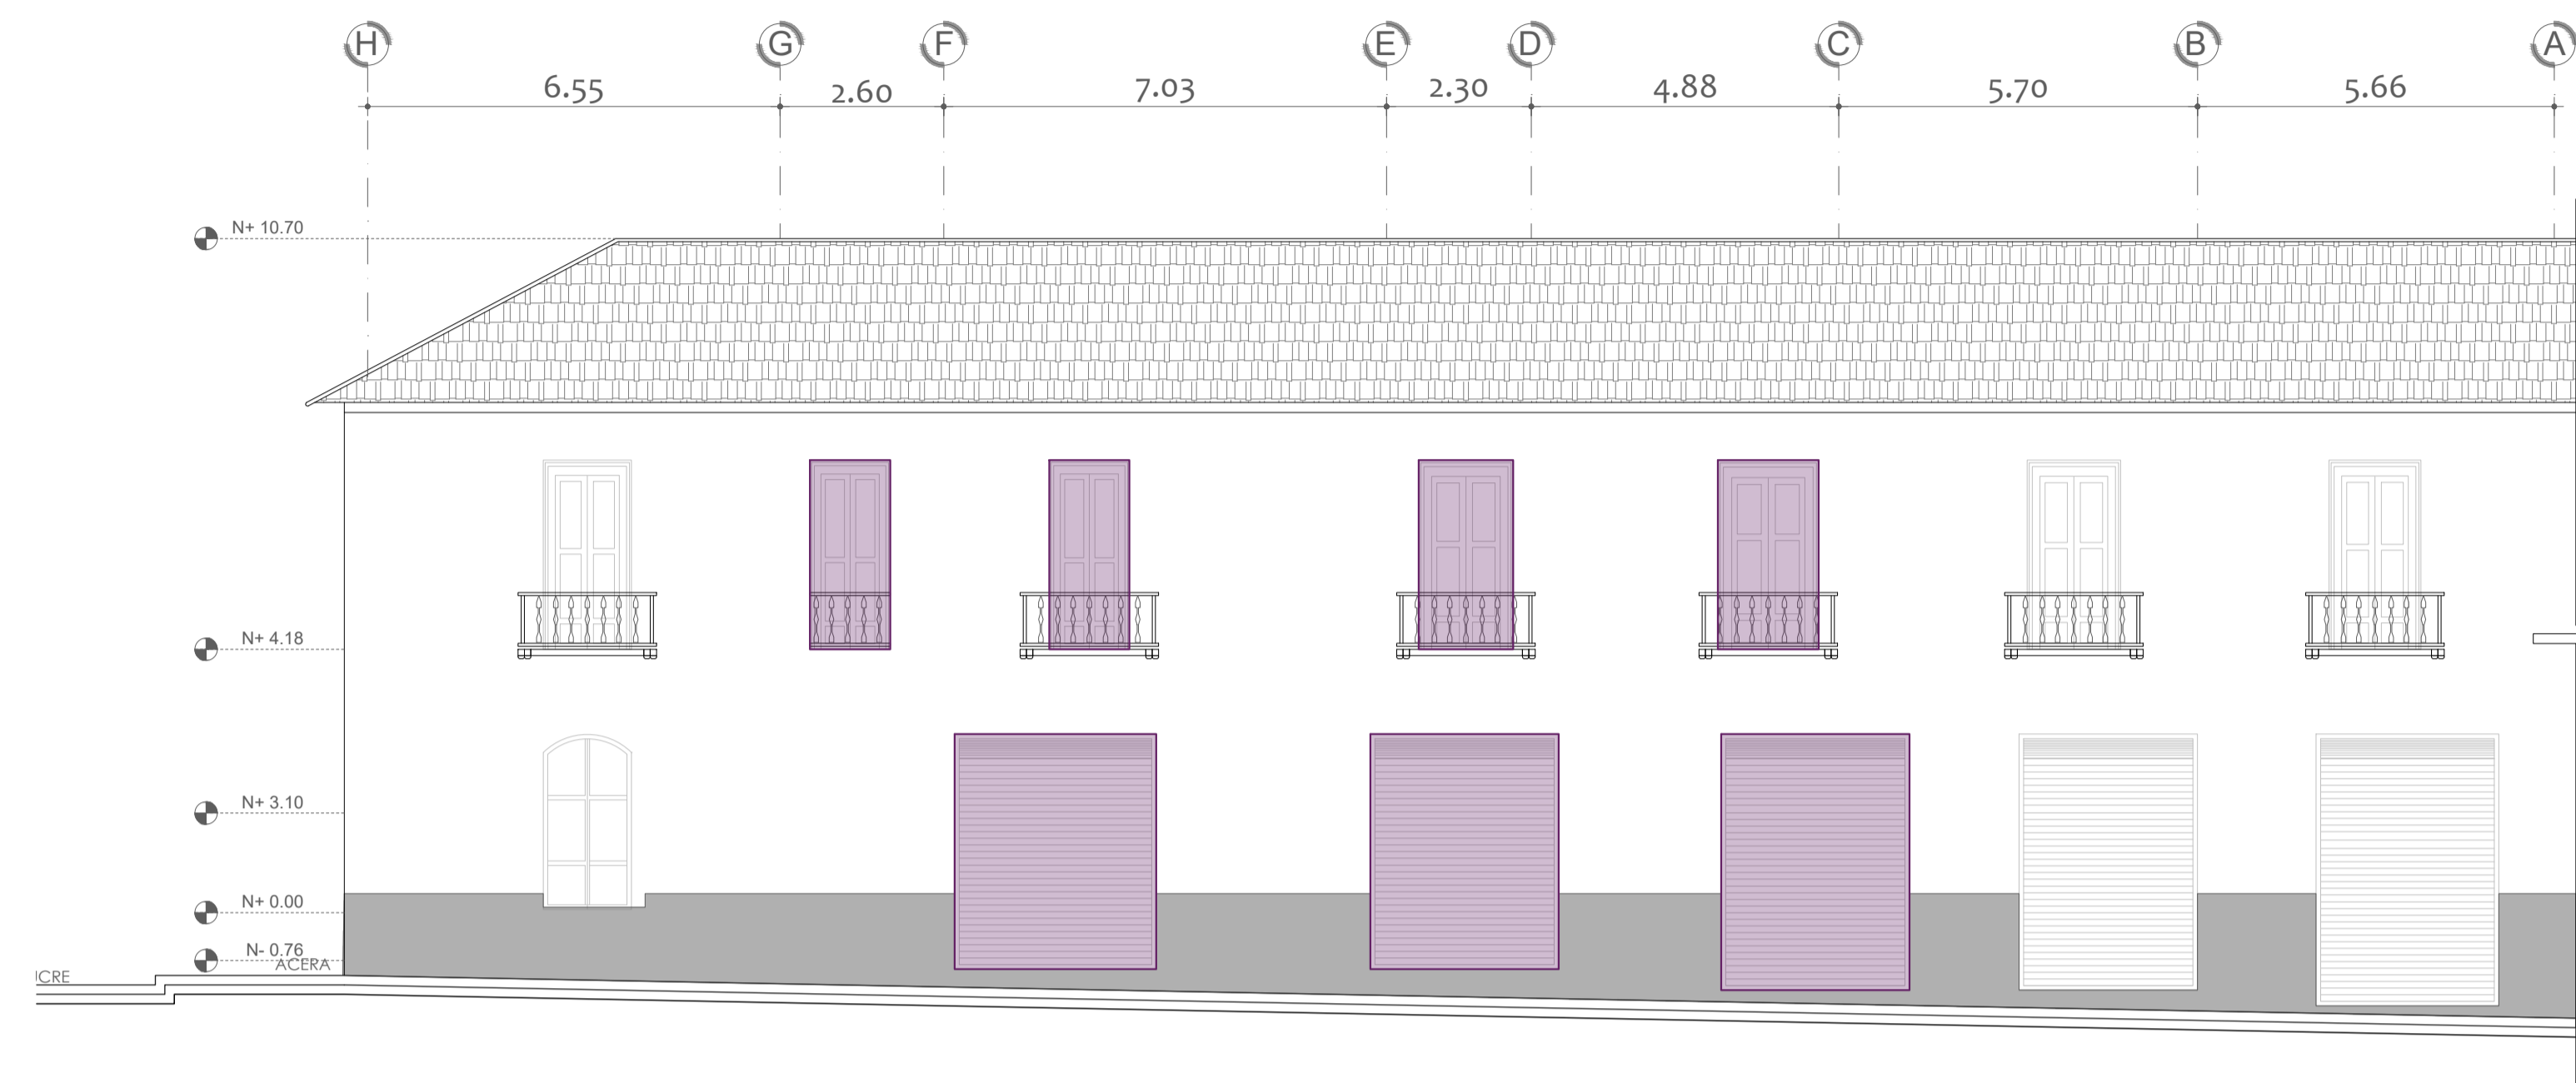 H G F E D C B A
6.55 2.60 7.03 2.30 4.88 5.70 5.66
N+ 10.70
N+ 4.18
N+ 3.10
N+ 0.00
N- 0.76
ACERA
ICRE